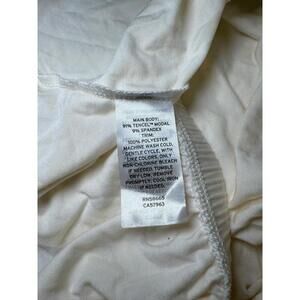 MAIN BODY:
91% TENCEL™ MODAL
9% SPANDEX
TRIM:
100% POLYESTER
MACHINE WASH COLD,
GENTLE CYCLE, WITH
LIKE COLORS, ONLY
NON-CHLORINE BLEACH
IF NEEDED, TUMBLE
DRY LOW, REMOVE
PROMPTLY, COOL IRON
IF NEEDED.
RN58665
CA57963